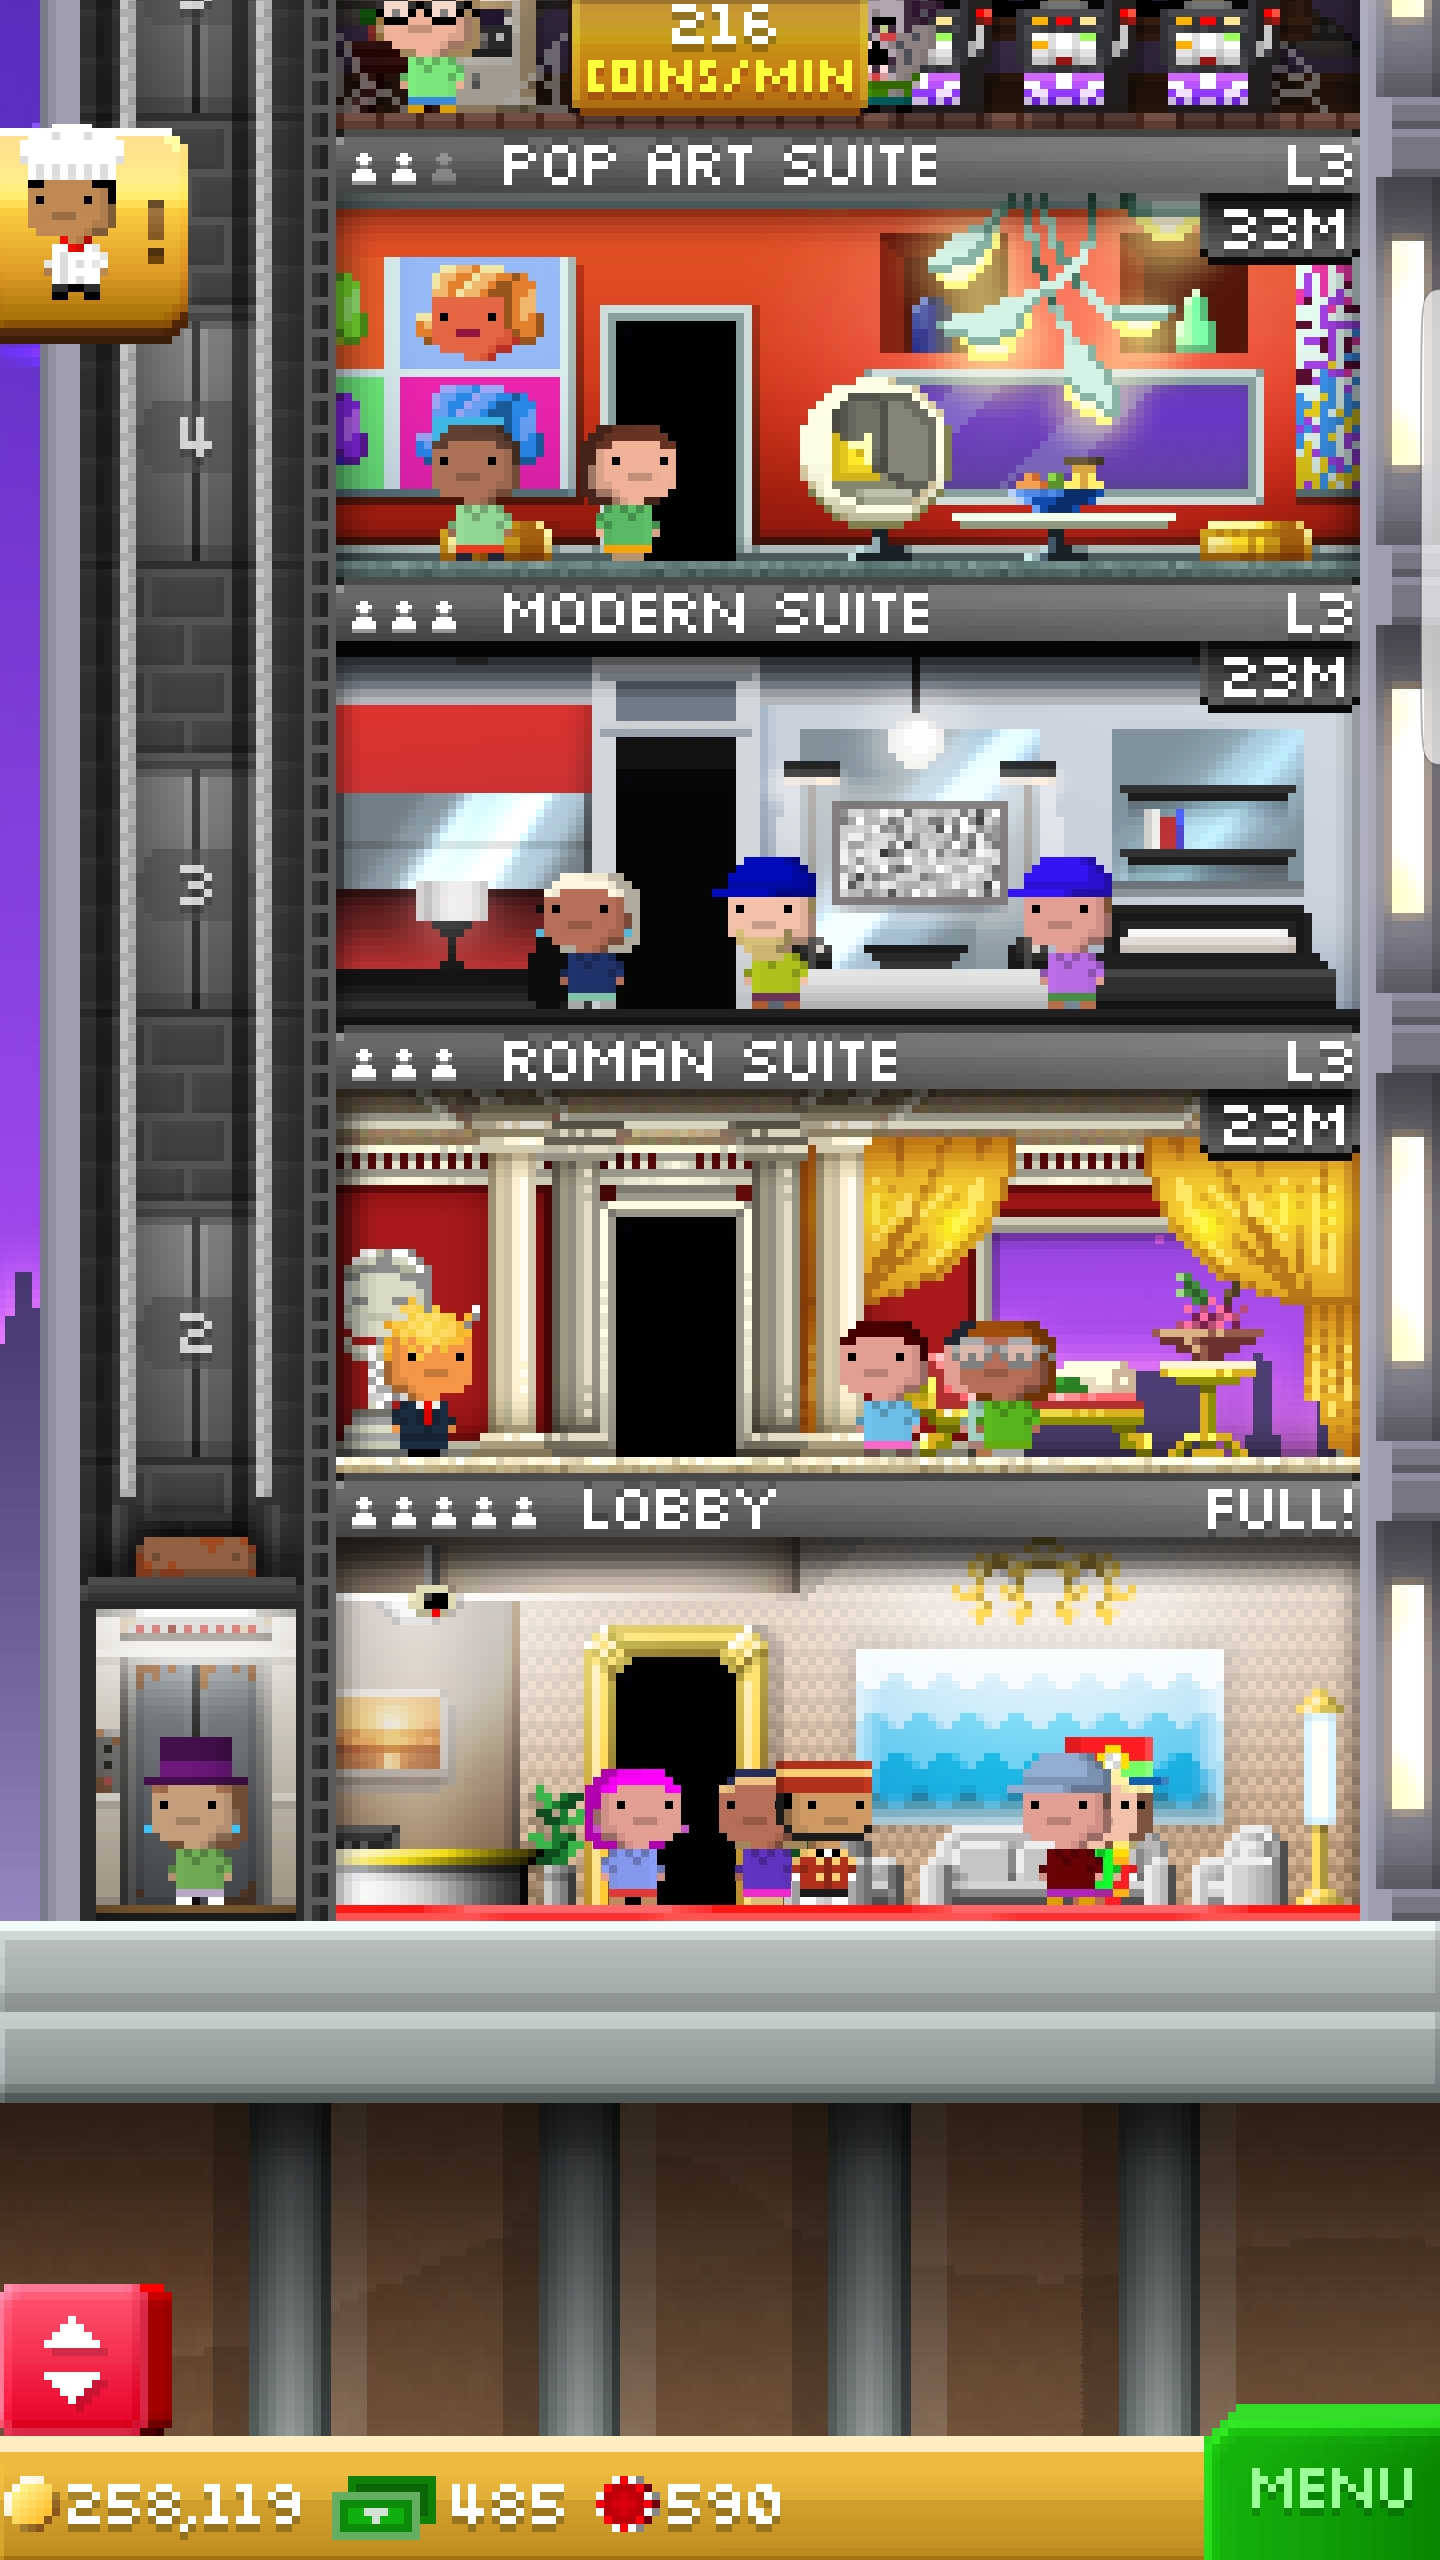 216
COINS/MIN
POP ART SUITE L3
33M
!
4
MODERN SUITE L3
23M
3
ROMAN SUITE L3
23M
2
LOBBY FULL!
258,119 485 590 MENU